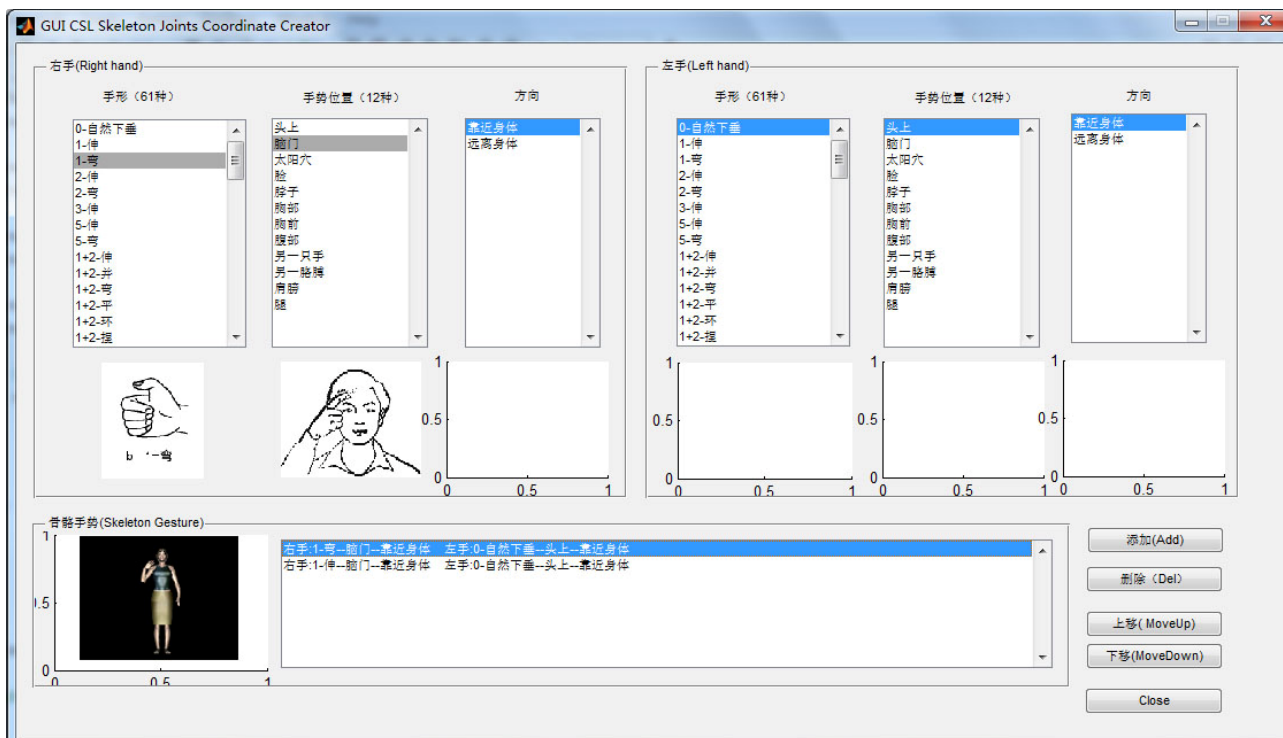 GUI CSL Skeleton Joints Coordinate Creator
右手(Right hand)
手形（61种）
手势位置（12种）
方向
0-自然下垂
1-伸
1-弯
2-伸
2-弯
3-伸
5-伸
5-弯
1+2-伸
1+2-并
1+2-弯
1+2-平
1+2-环
1+2-捏
头上
脑门
太阳穴
脸
脖子
胸部
胸前
腹部
另一只手
另一胳膊
肩膀
腿
靠近身体
远离身体
b '-弯
1
0.5
0
0
0.5
1
左手(Left hand)
手形（61种）
手势位置（12种）
方向
0-自然下垂
1-伸
1-弯
2-伸
2-弯
3-伸
5-伸
5-弯
1+2-伸
1+2-并
1+2-弯
1+2-平
1+2-环
1+2-捏
头上
脑门
太阳穴
脸
脖子
胸部
胸前
腹部
另一只手
另一胳膊
肩膀
腿
靠近身体
远离身体
1
0.5
0
0
0.5
1
1
0.5
0
0
0.5
1
1
0.5
0
0
0.5
1
骨骼手势(Skeleton Gesture)
1
0.5
0
0
0.5
1
右手:1-弯--脑门--靠近身体 左手:0-自然下垂--头上--靠近身体
右手:1-伸--脑门--靠近身体 左手:0-自然下垂--头上--靠近身体
添加(Add)
删除（Del）
上移( MoveUp)
下移(MoveDown)
Close